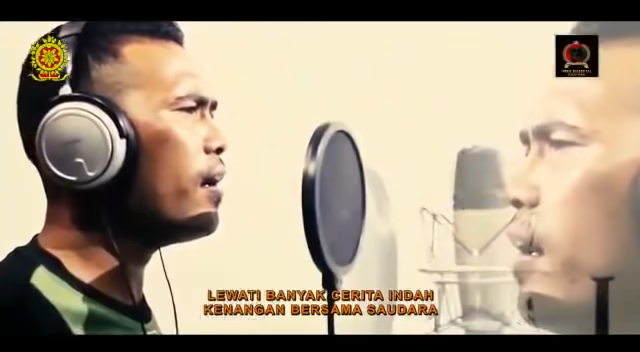 LEWATI BANYAK CERITA INDAH
KENANGAN BERSAMA SAUDARA